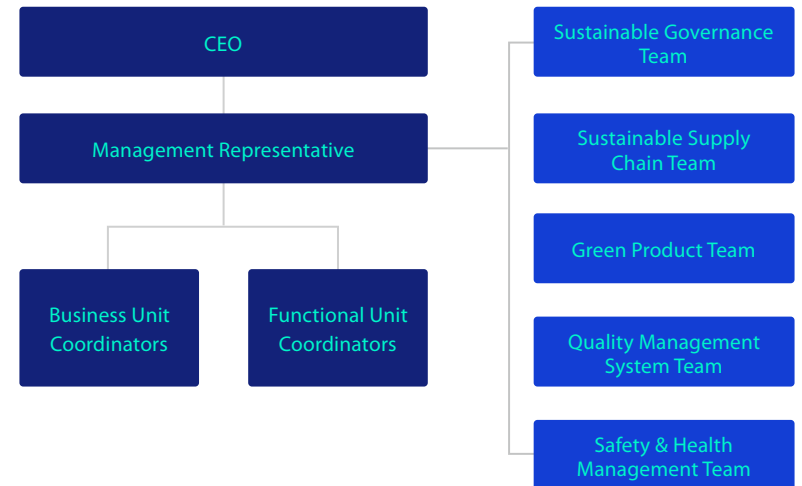 CEO
Management Representative
Business Unit
Coordinators
Functional Unit
Coordinators
Sustainable Governance
Team
Sustainable Supply
Chain Team
Green Product Team
Quality Management
System Team
Safety & Health
Management Team